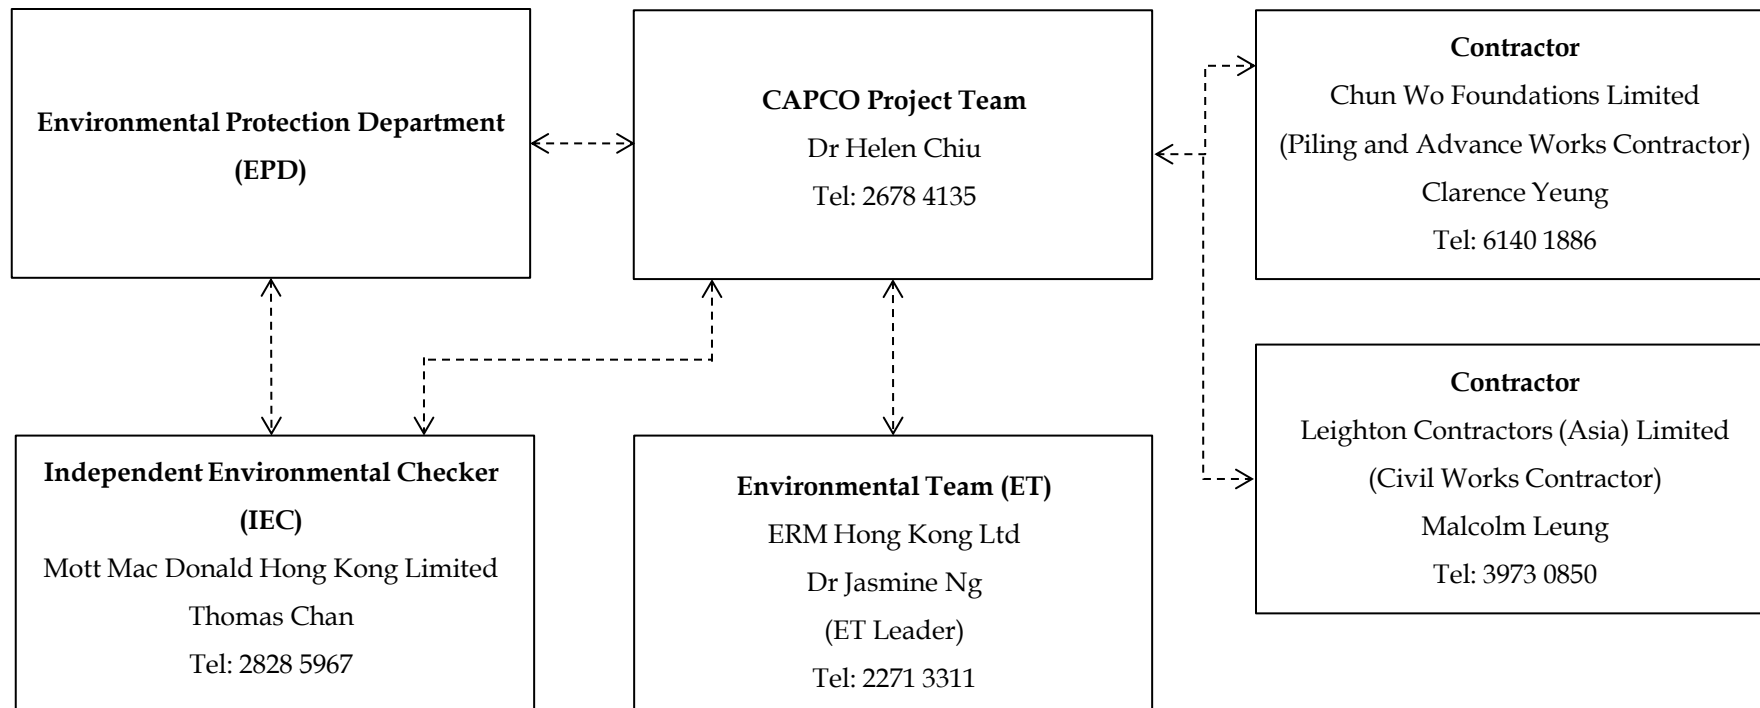 Environmental Protection Department
(EPD)
CAPCO Project Team
Dr Helen Chiu
Tel: 2678 4135
Contractor
Chun Wo Foundations Limited
(Piling and Advance Works Contractor)
Clarence Yeung
Tel: 6140 1886
Independent Environmental Checker
(IEC)
Mott Mac Donald Hong Kong Limited
Thomas Chan
Tel: 2828 5967
Environmental Team (ET)
ERM Hong Kong Ltd
Dr Jasmine Ng
(ET Leader)
Tel: 2271 3311
Contractor
Leighton Contractors (Asia) Limited
(Civil Works Contractor)
Malcolm Leung
Tel: 3973 0850